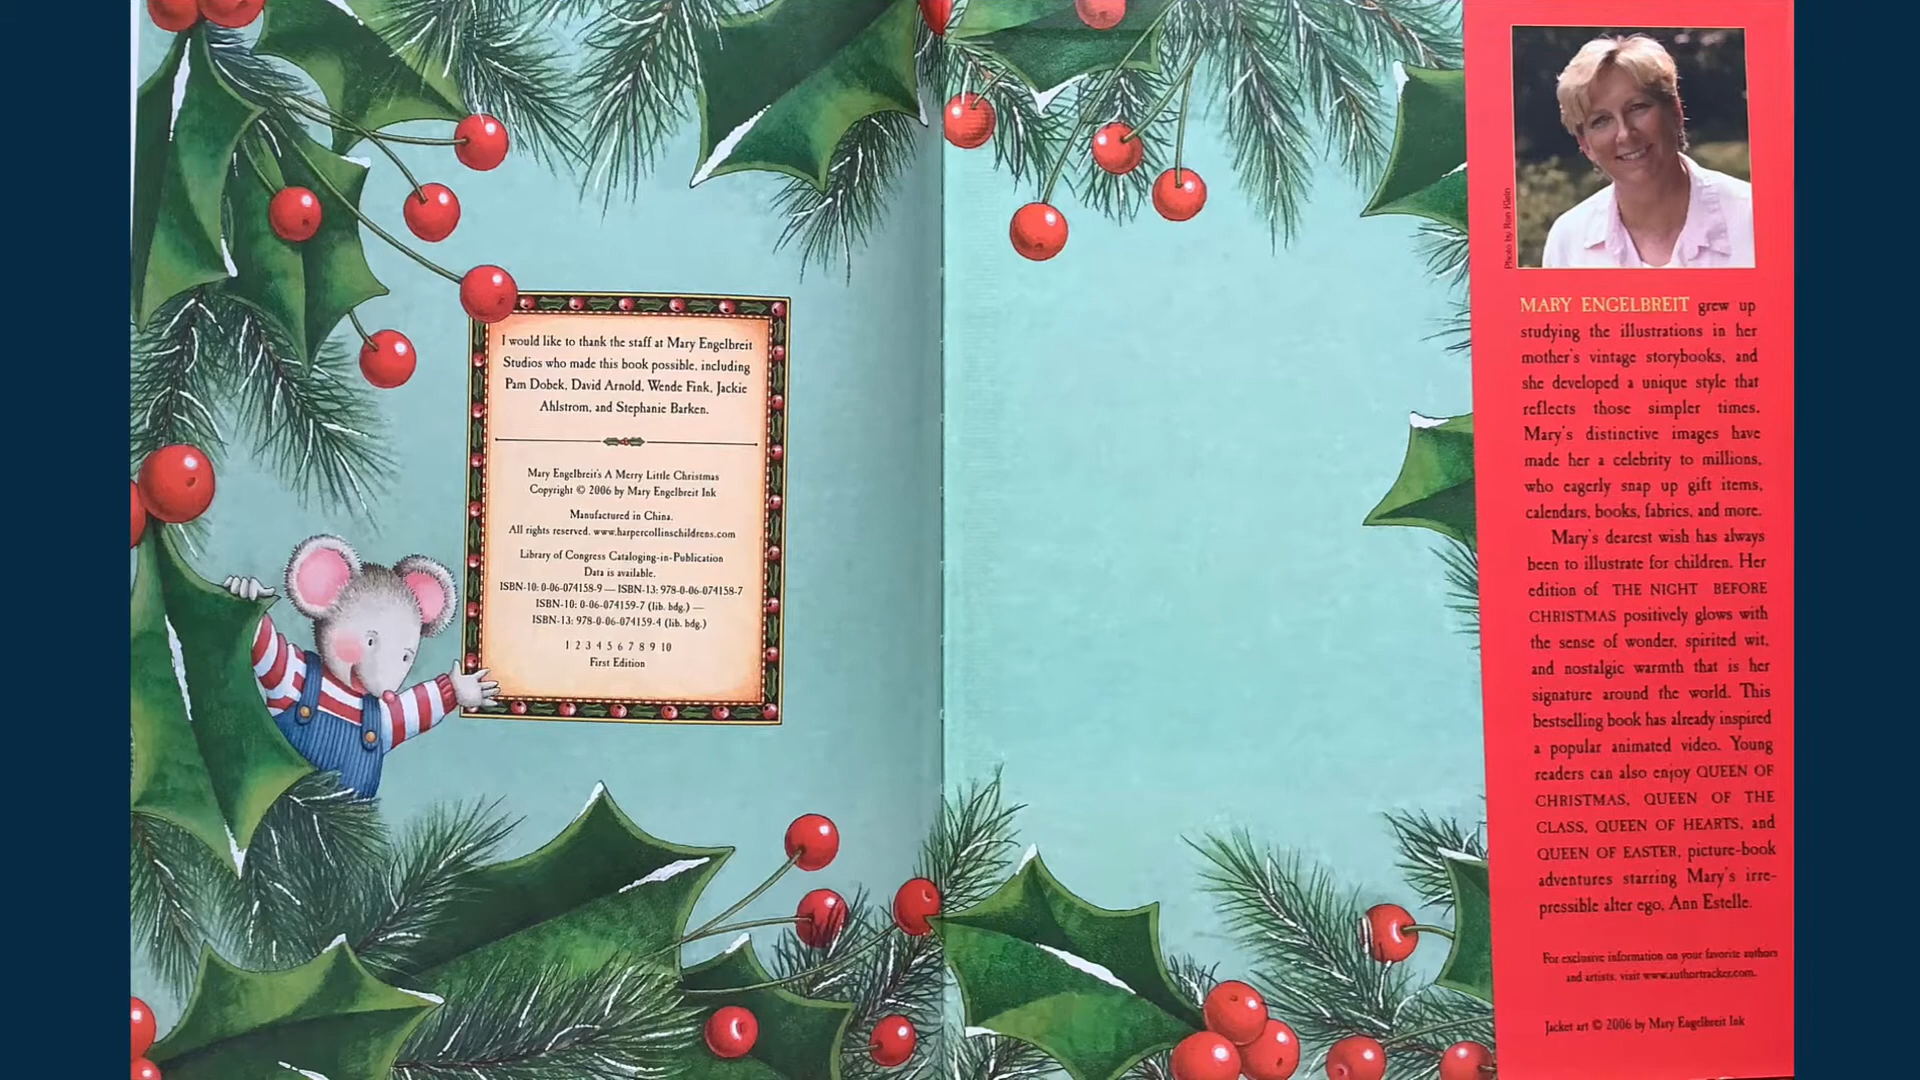 I would like to thank the staff at Mary Engelbreit
Studios who made this book possible, including
Pam Dobek, David Arnold, Wende Fink, Jackie
Ahlstrom, and Stephanie Barken.
Mary Engelbreit's A Merry Little Christmas
Copyright © 2006 by Mary Engelbreit Ink
Manufactured in China.
All rights reserved. www.harpercollinschildrens.com
Library of Congress Cataloging-in-Publication
Data is available.
ISBN-10: 0-06-074158-9 — ISBN-13: 978-0-06-074158-7
ISBN-10: 0-06-074159-7 (lib. bdg.) —
ISBN-13: 978-0-06-074159-4 (lib. bdg.)
1 2 3 4 5 6 7 8 9 10
First Edition
Photo by Ron Klein
MARY ENGELBREIT grew up
studying the illustrations in her
mother's vintage storybooks, and
she developed a unique style that
reflects those simpler times.
Mary's distinctive images have
made her a celebrity to millions,
who eagerly snap up gift items,
calendars, books, fabrics, and more.
Mary's dearest wish has always
been to illustrate for children. Her
edition of THE NIGHT BEFORE
CHRISTMAS positively glows with
the sense of wonder, spirited wit,
and nostalgic warmth that is her
signature around the world. This
bestselling book has already inspired
a popular animated video. Young
readers can also enjoy QUEEN OF
CHRISTMAS, QUEEN OF THE
CLASS, QUEEN OF HEARTS, and
QUEEN OF EASTER, picture-book
adventures starring Mary's irre-
pressible alter ego, Ann Estelle.
For exclusive information on your favorite authors
and artists, visit www.authortracker.com.
Jacket art © 2006 by Mary Engelbreit Ink